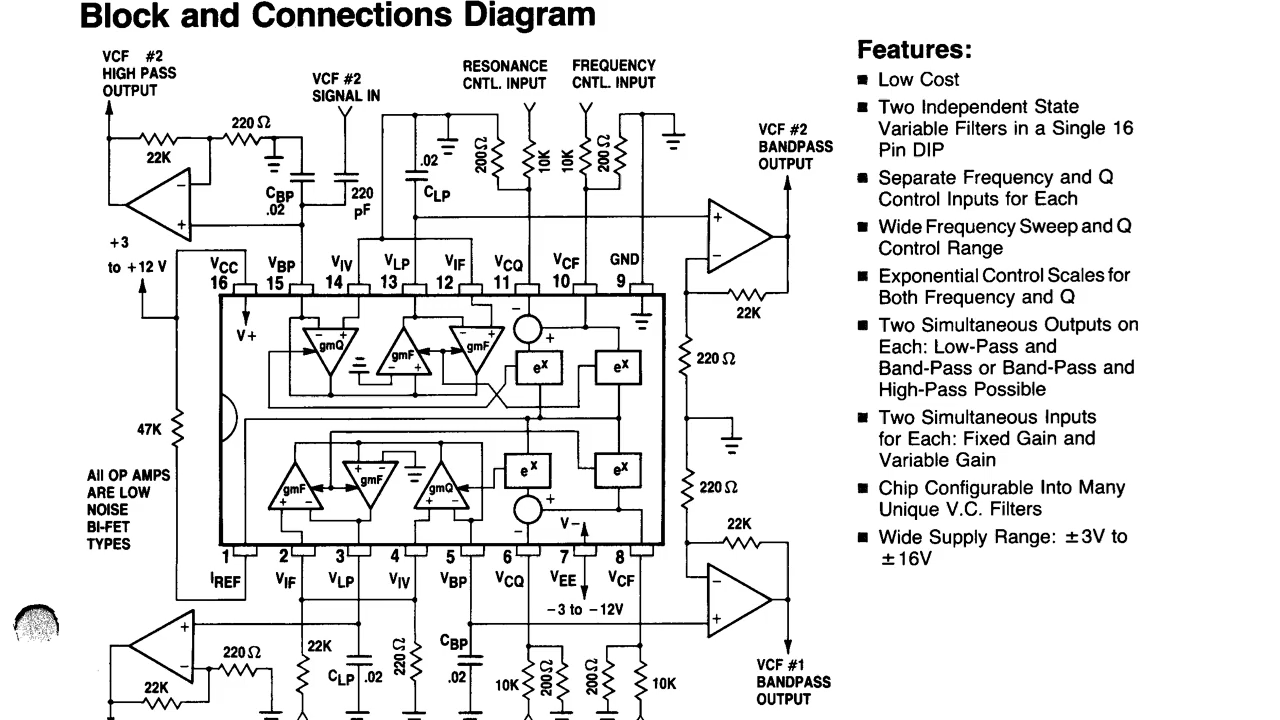 Block and Connections Diagram
VCF #2
HIGH PASS
OUTPUT
VCF #2
SIGNAL IN
RESONANCE
CNTL. INPUT
FREQUENCY
CNTL. INPUT
220Ω
22K
CBP
.02
220
pF
.02
CLP
200Ω
10K
10K
200Ω
VCF #2
BANDPASS
OUTPUT
−
+
+
−
22K
+3
to +12 V
VCC
VBP
VIV
VLP
VIF
VCQ
VCF
GND
16
15
14
13
12
11
10
9
V+
− +
gmQ
gmF
− +
− +
gmF
−
+
eX
eX
220Ω
47K
All OP AMPS
ARE LOW
NOISE
BI-FET
TYPES
gmF
+ −
+ −
gmF
gmQ
+ −
eX
eX
+
−
V−
220Ω
22K
1
2
3
4
5
6
7
8
IREF
VIF
VLP
VIV
VBP
VCQ
VEE
VCF
−3 to −12V
−
+
+
−
220Ω
22K
22K
CLP
.02
220Ω
CBP
.02
10K
200Ω
200Ω
10K
VCF #1
BANDPASS
OUTPUT
Features:
■ Low Cost
■ Two Independent State
Variable Filters in a Single 16
Pin DIP
■ Separate Frequency and Q
Control Inputs for Each
■ Wide Frequency Sweep and Q
Control Range
■ Exponential Control Scales for
Both Frequency and Q
■ Two Simultaneous Outputs on
Each: Low-Pass and
Band-Pass or Band-Pass and
High-Pass Possible
■ Two Simultaneous Inputs
for Each: Fixed Gain and
Variable Gain
■ Chip Configurable Into Many
Unique V.C. Filters
■ Wide Supply Range: ±3V to
±16V